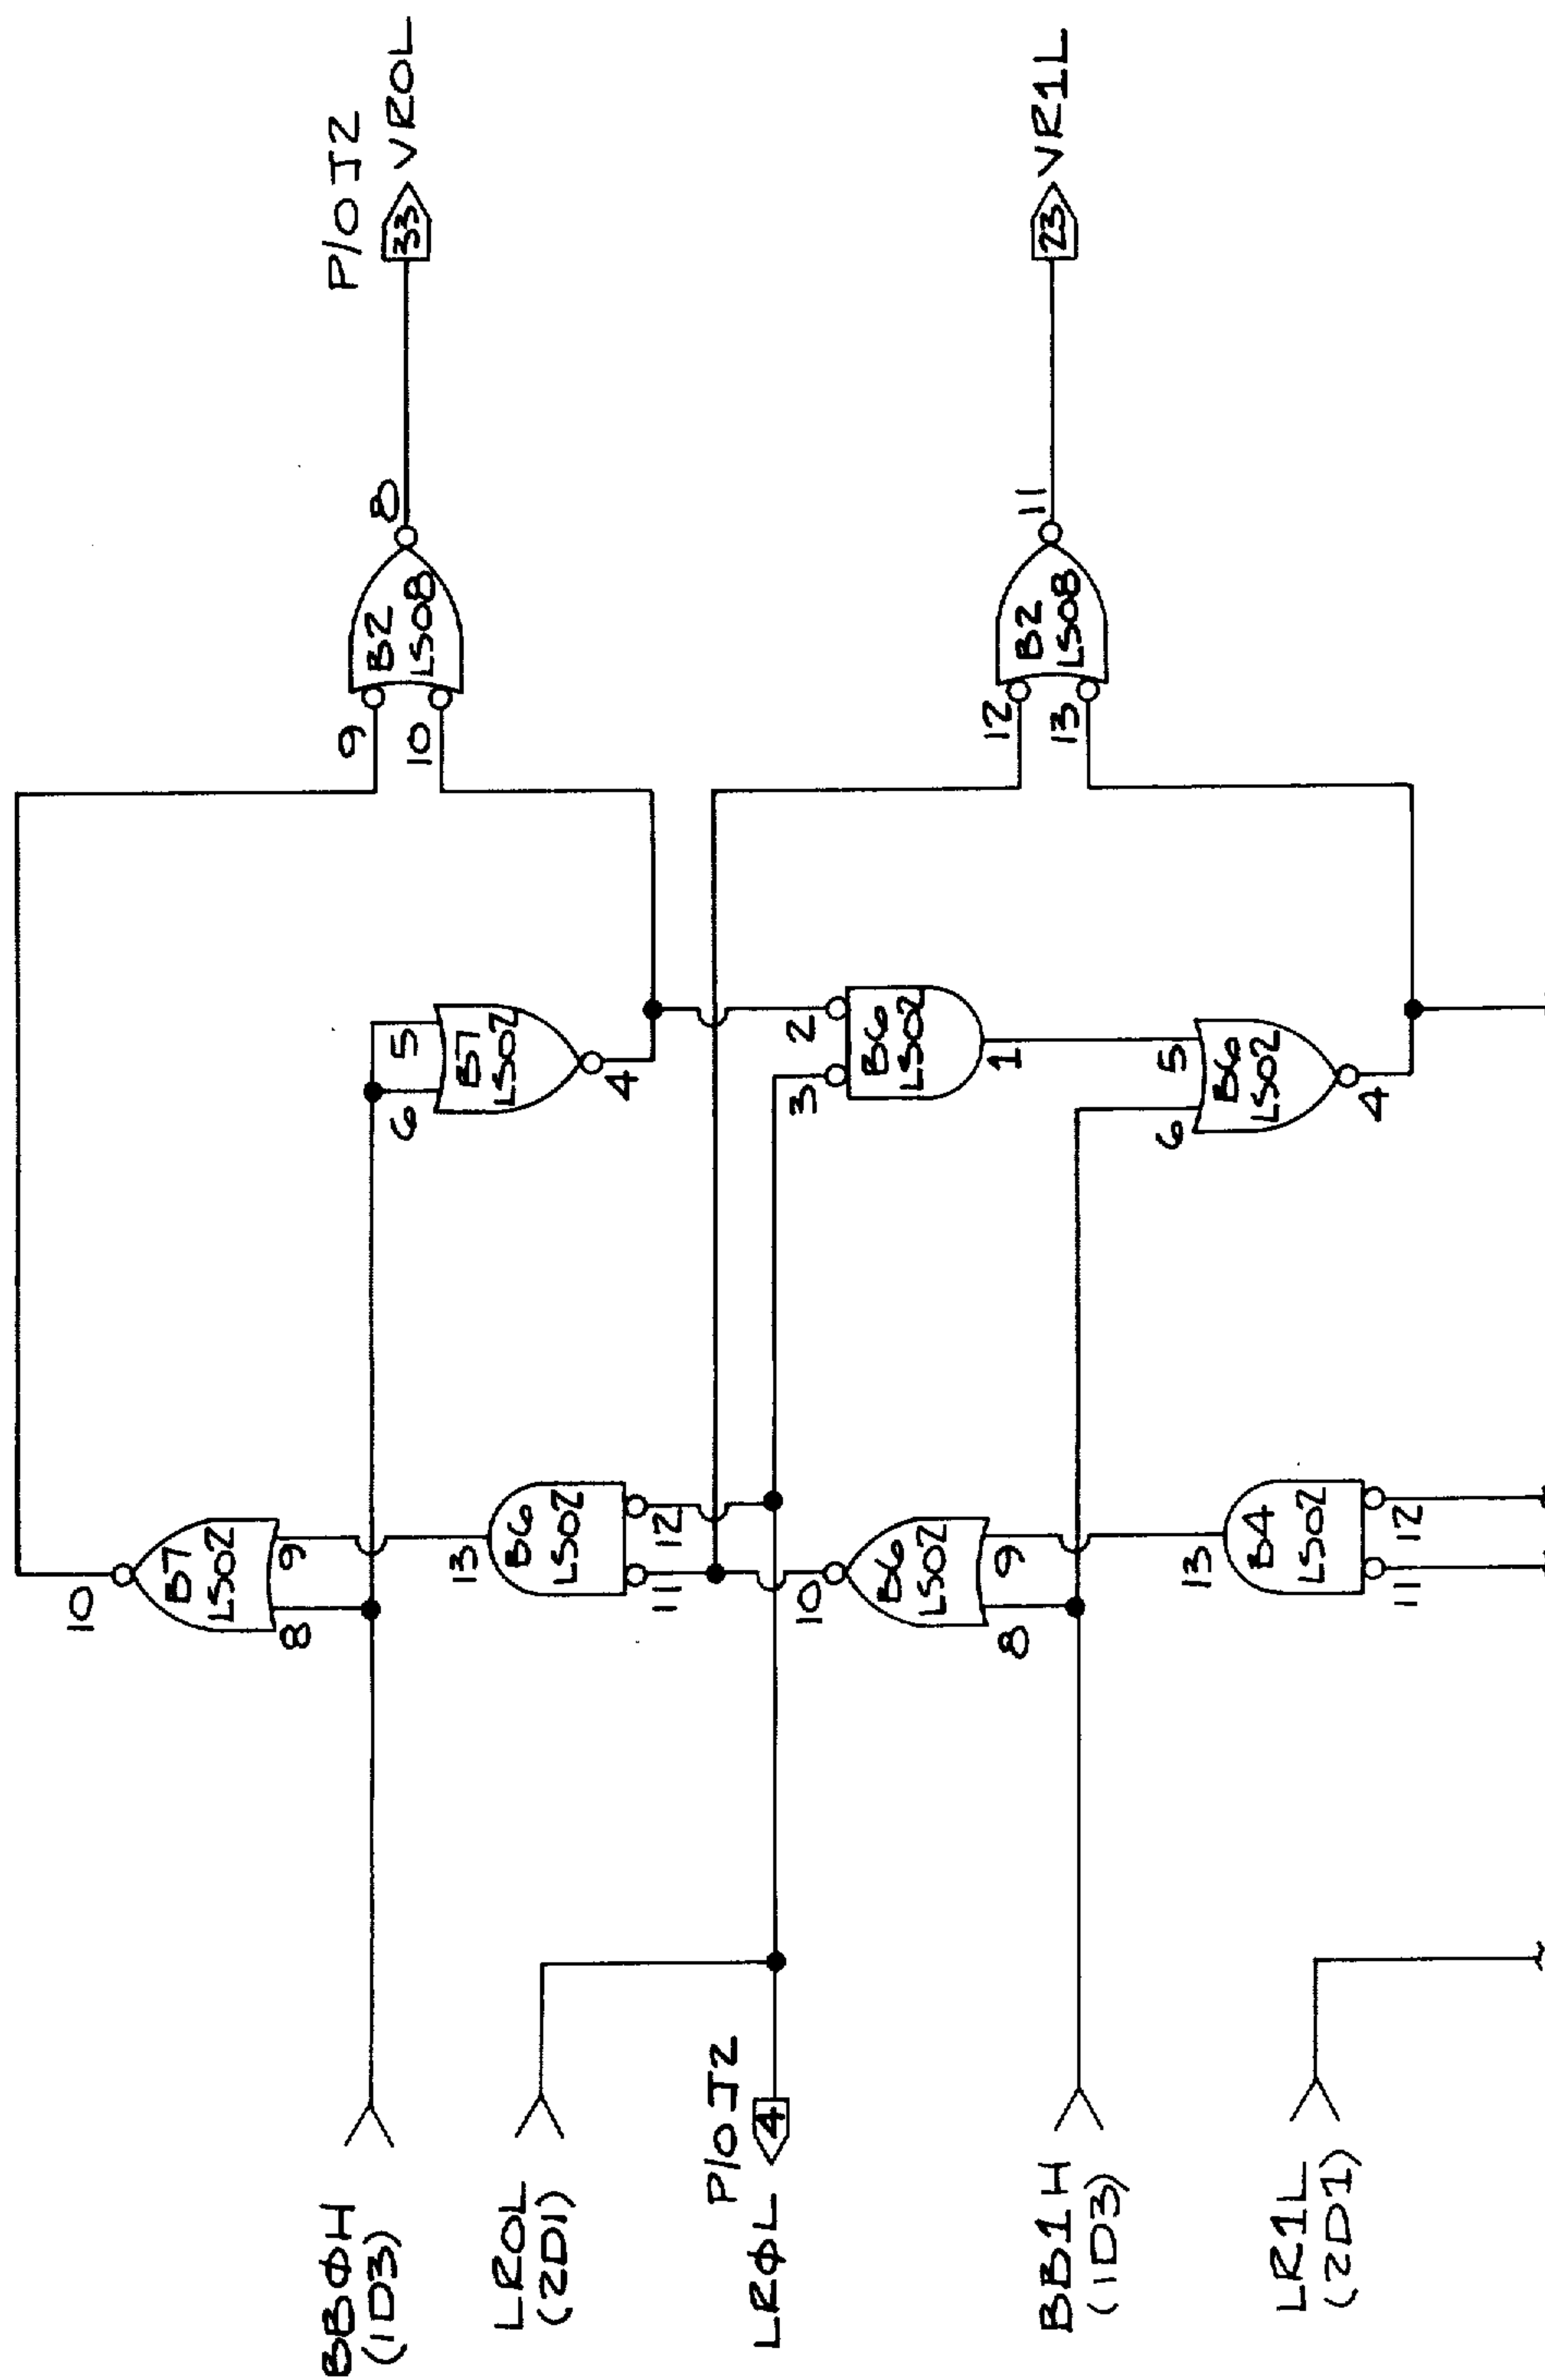 BBΦH
(1D3)
LR0L
(2D1)
P/O J2
LRΦL
4
BB1H
(1D3)
LR1L
(2D1)
10
B7
LS02
8
9
13
B6
LS02
11
12
10
B6
LS02
8
9
13
B4
LS02
11
12
6
5
B7
LS02
4
3
2
B6
LS02
1
6
5
B6
LS02
4
9
10
B2
LS08
8
P/O J2
33
VR0L
12
13
B2
LS08
11
23
VR1L